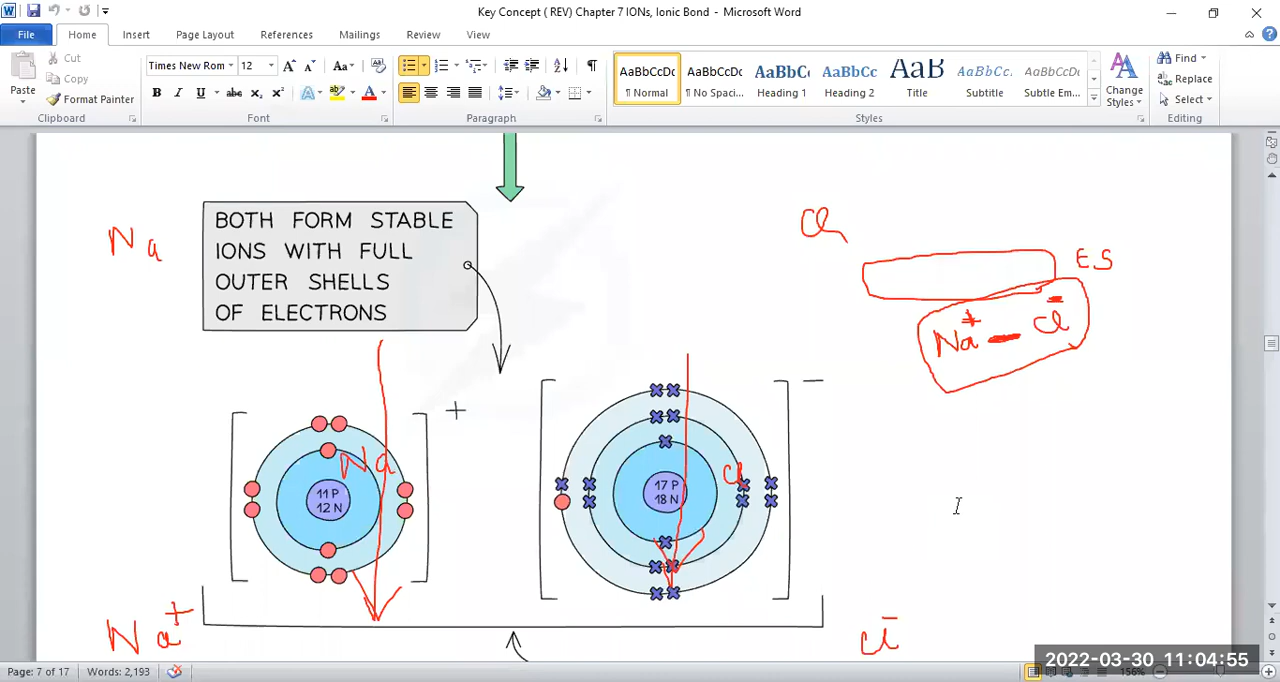 Key Concept ( REV) Chapter 7 IONs, Ionic Bond - Microsoft Word
File Home Insert Page Layout References Mailings Review View
Cut
Copy
Format Painter
Paste
Clipboard
Times New Rom 12
Font
Paragraph
AaBbCcDc AaBbCcDc AaBbC AaBbCc AaB AaBbCc. AaBbCcDc
¶ Normal ¶ No Spaci... Heading 1 Heading 2 Title Subtitle Subtle Em...
Styles
Change Styles
Find
Replace
Select
Editing
BOTH FORM STABLE
IONS WITH FULL
OUTER SHELLS
OF ELECTRONS
Na
ES
Na+ – Cl-
+
–
Na
11 P
12 N
Cl
17 P
18 N
Na+
Cl-
Page: 7 of 17 Words: 2,193
156%
2022-03-30 11:04:55